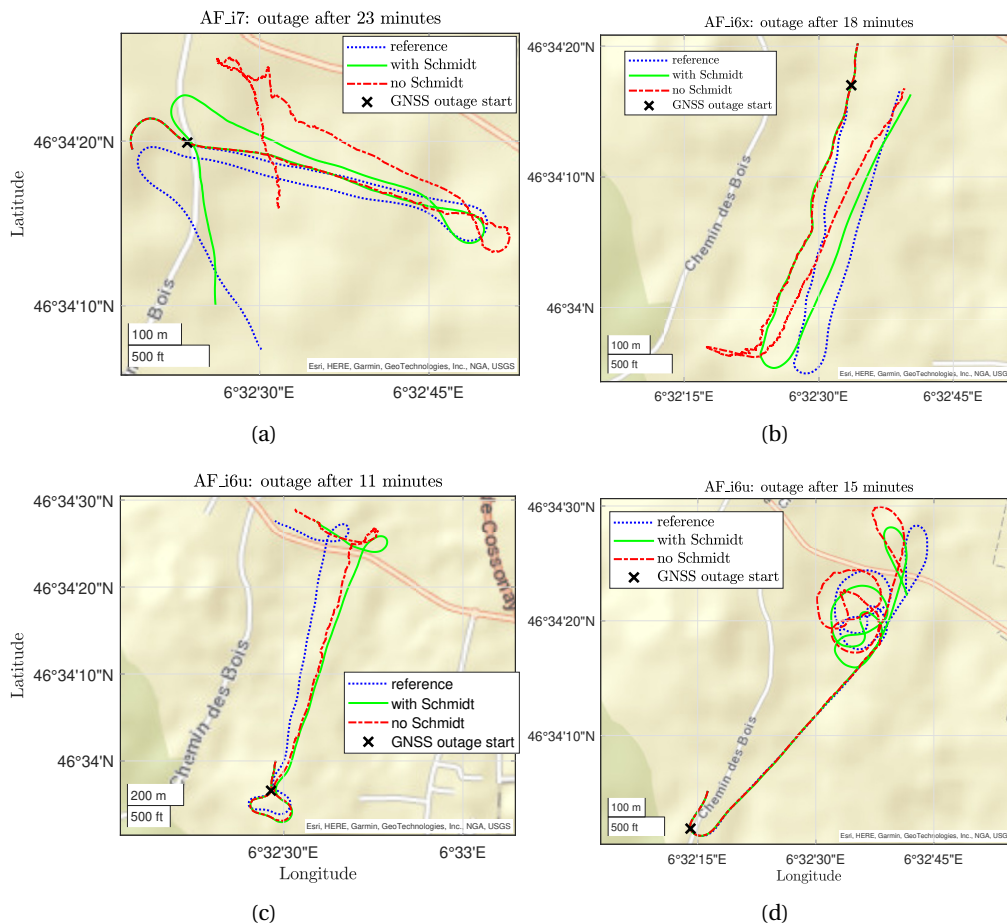 AF_i7: outage after 23 minutes
reference
with Schmidt
no Schmidt
GNSS outage start
46°34'20"N
46°34'10"N
Latitude
Bois
100 m
500 ft
Esri, HERE, Garmin, GeoTechnologies, Inc., NGA, USGS
6°32'30"E
6°32'45"E
(a)
AF_i6x: outage after 18 minutes
46°34'20"N
reference
with Schmidt
no Schmidt
GNSS outage start
46°34'10"N
Chemin des Bois
46°34'N
100 m
500 ft
Esri, HERE, Garmin, GeoTechnologies, Inc., NGA, USGS
6°32'15"E
6°32'30"E
6°32'45"E
(b)
AF_i6u: outage after 11 minutes
46°34'30"N
46°34'20"N
46°34'10"N
46°34'N
Latitude
de Cossonay
Chemin des Bois
reference
with Schmidt
no Schmidt
GNSS outage start
200 m
500 ft
Esri, HERE, Garmin, GeoTechnologies, Inc., NGA, USGS
6°32'30"E
6°33'E
Longitude
(c)
AF_i6u: outage after 15 minutes
46°34'30"N
reference
with Schmidt
no Schmidt
GNSS outage start
46°34'20"N
46°34'10"N
Chemin des Bois
100 m
500 ft
Esri, HERE, Garmin, GeoTechnologies, Inc., NGA, USGS
6°32'15"E
6°32'30"E
6°32'45"E
Longitude
(d)